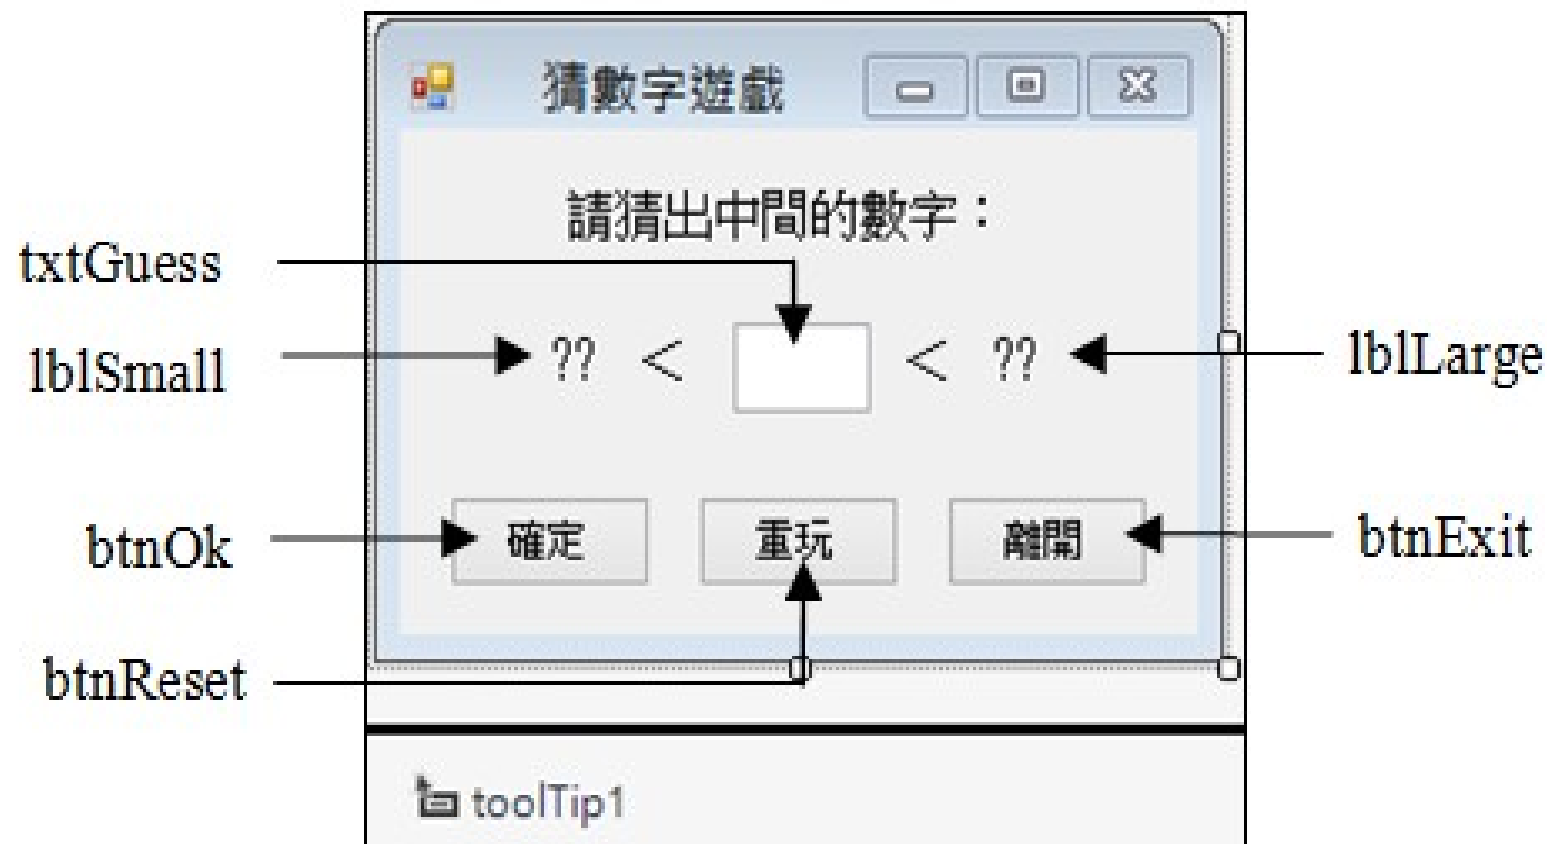 猜數字遊戲
請猜出中間的數字：
txtGuess
lblSmall ?? < < ?? lblLarge
btnOk 確定 重玩 離開 btnExit
btnReset
toolTip1